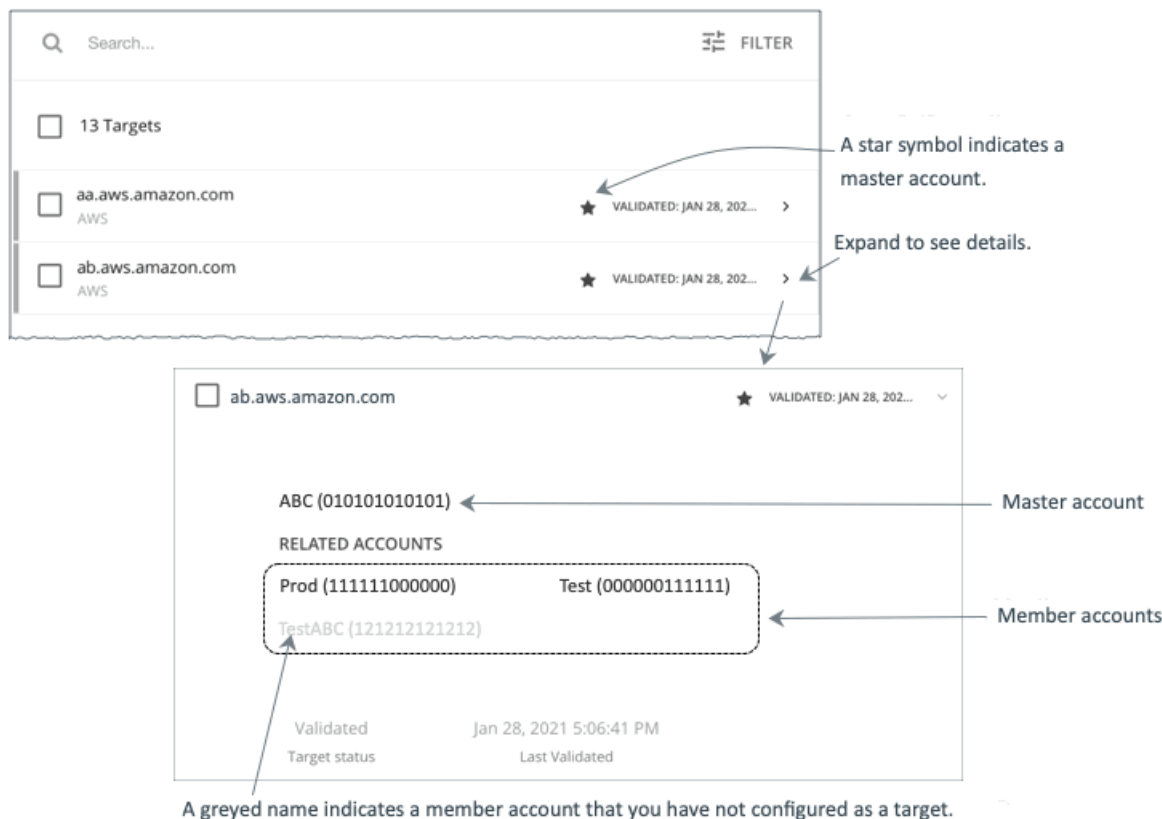 Search...
FILTER
13 Targets
A star symbol indicates a
master account.
aa.aws.amazon.com
AWS
VALIDATED: JAN 28, 202...
Expand to see details.
ab.aws.amazon.com
AWS
VALIDATED: JAN 28, 202...
ab.aws.amazon.com
VALIDATED: JAN 28, 202...
ABC (010101010101)
Master account
RELATED ACCOUNTS
Prod (111111000000)
Test (000000111111)
Member accounts
TestABC (121212121212)
Validated
Jan 28, 2021 5:06:41 PM
Target status
Last Validated
A greyed name indicates a member account that you have not configured as a target.